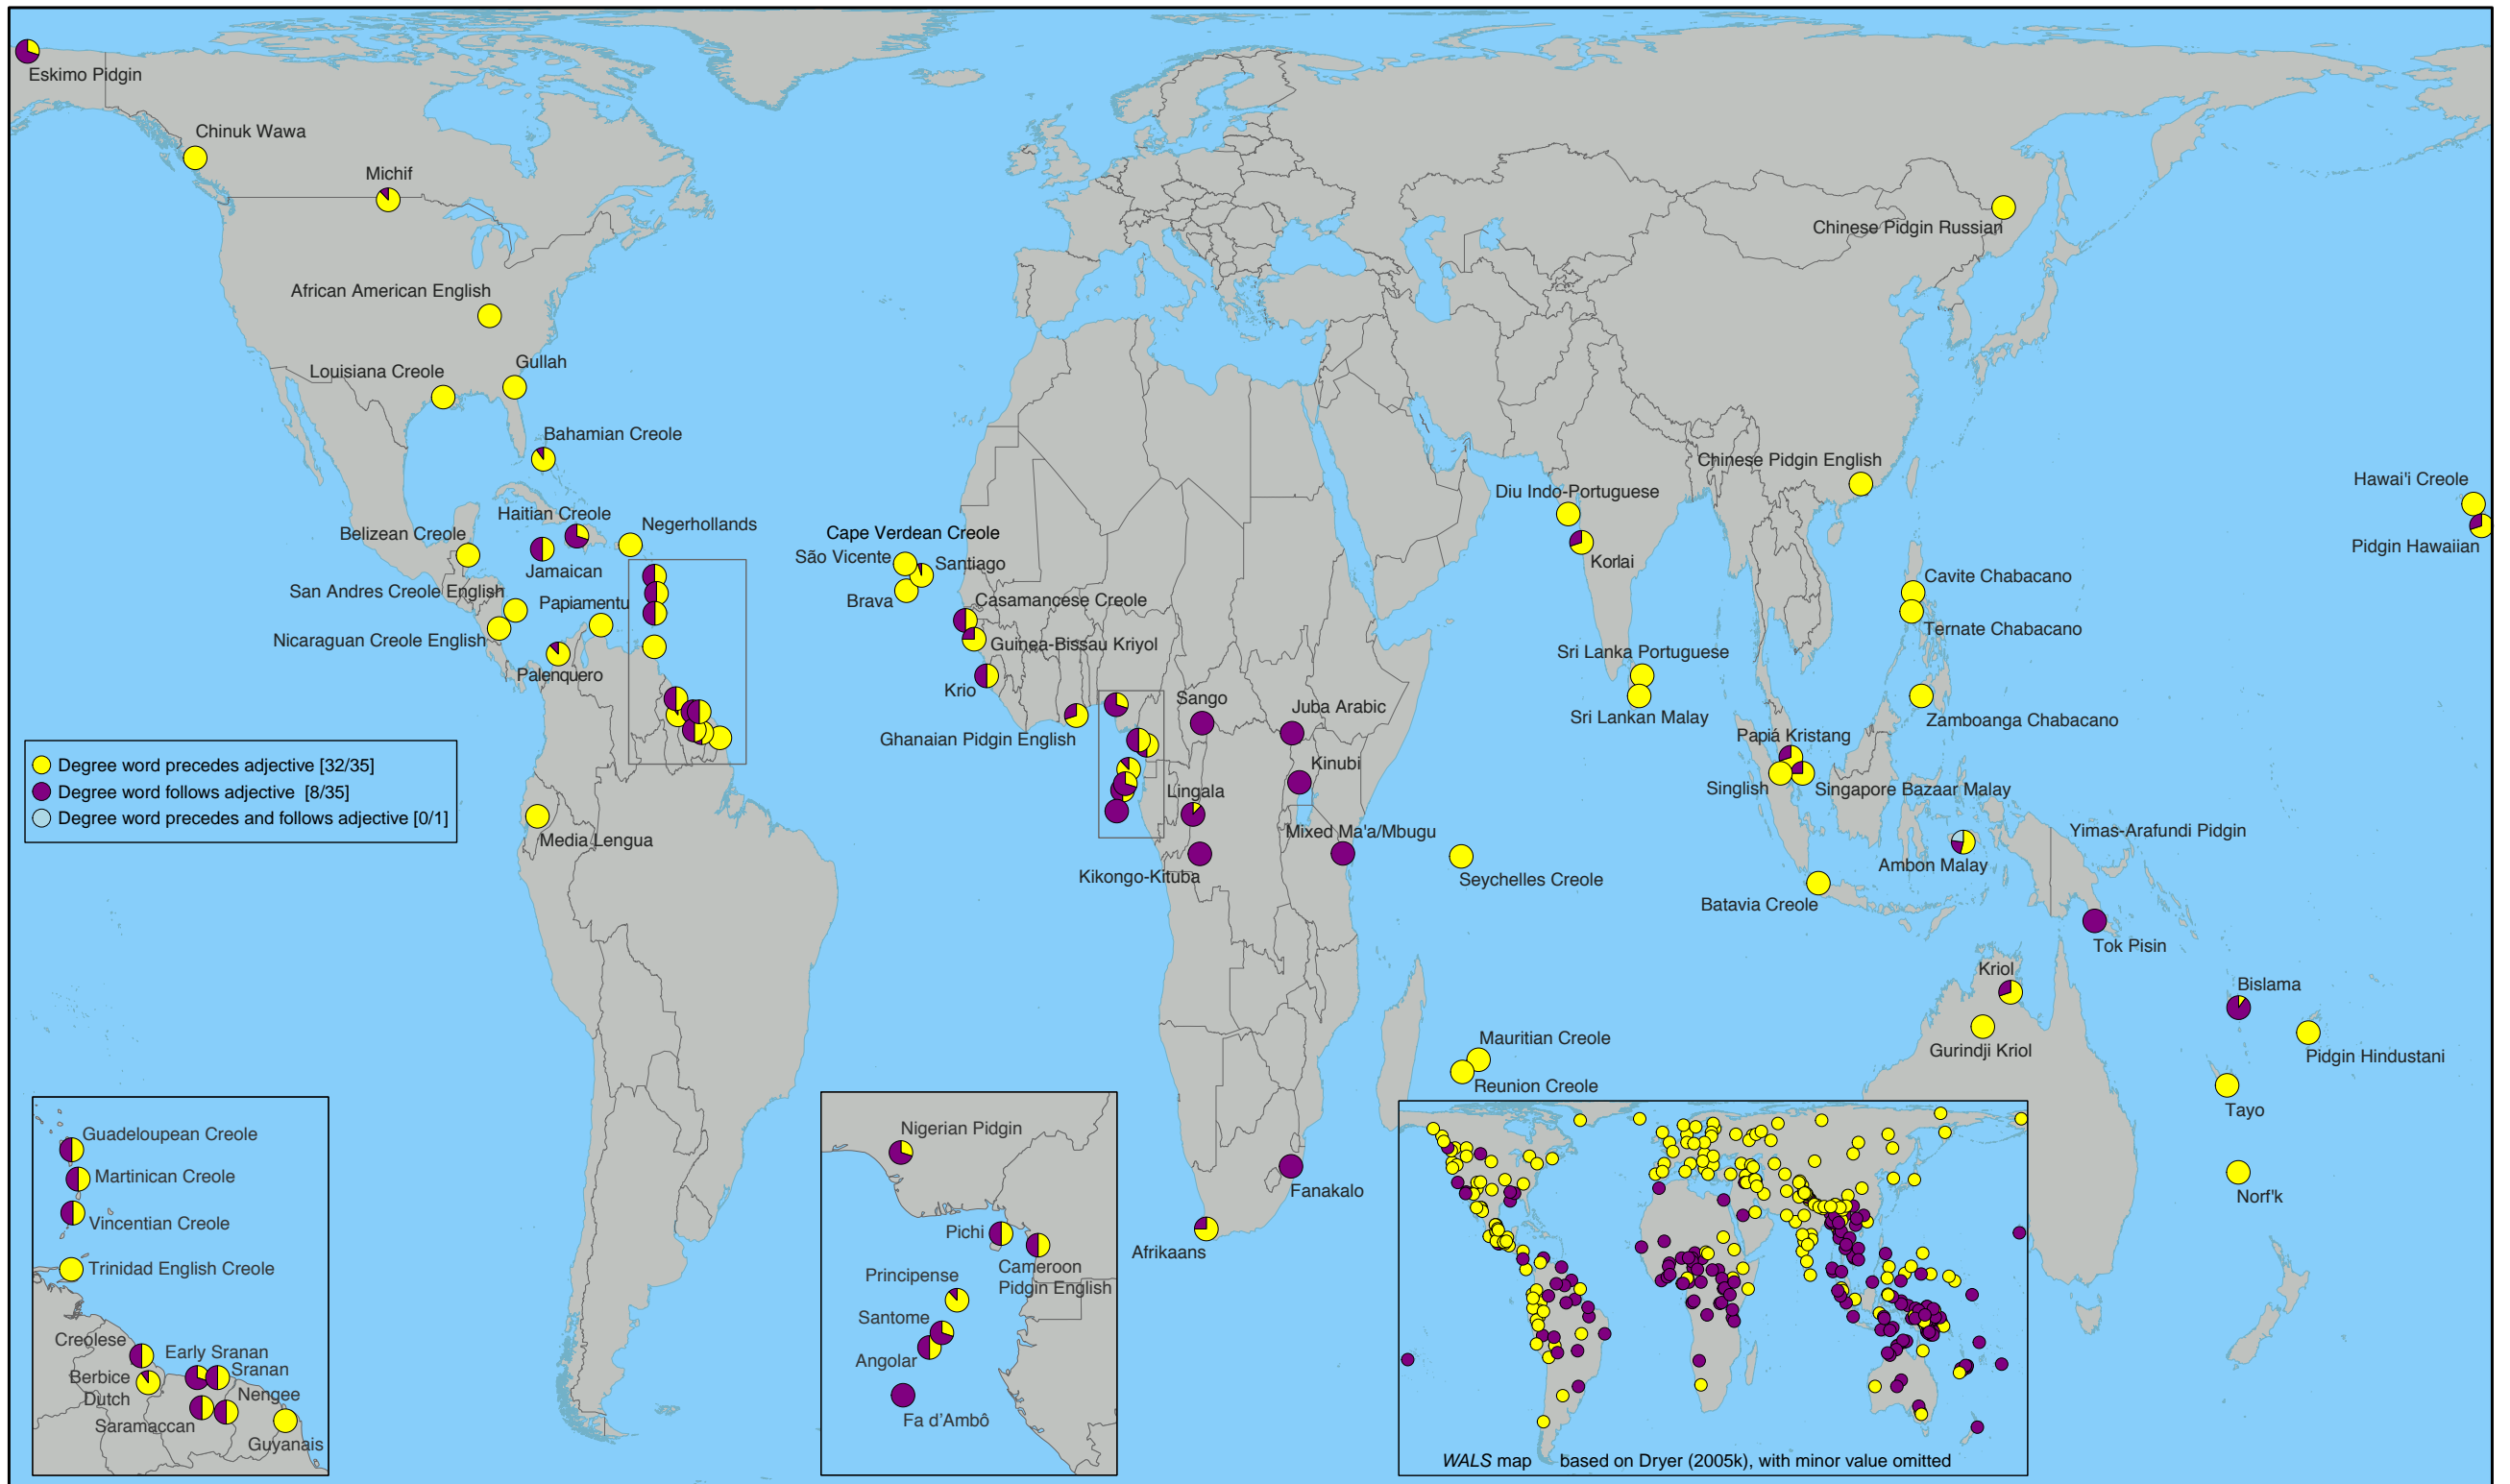 Eskimo Pidgin
Chinuk Wawa
Michif
Chinese Pidgin Russian
African American English
Gullah
Louisiana Creole
Bahamian Creole
Chinese Pidgin English
Hawai'i Creole
Diu Indo-Portuguese
Haitian Creole
Negerhollands
Belizean Creole
Cape Verdean Creole
São Vicente
Santiago
Korlai
Pidgin Hawaiian
Jamaican
Cavite Chabacano
San Andres Creole English
Papiamentu
Brava
Casamancese Creole
Ternate Chabacano
Nicaraguan Creole English
Guinea-Bissau Kriyol
Sri Lanka Portuguese
Palenquero
Krio
Sango
Juba Arabic
Sri Lankan Malay
Zamboanga Chabacano
Ghanaian Pidgin English
Papiá Kristang
Degree word precedes adjective [32/35]
Degree word follows adjective [8/35]
Degree word precedes and follows adjective [0/1]
Kinubi
Lingala
Singlish
Singapore Bazaar Malay
Media Lengua
Mixed Ma'a/Mbugu
Yimas-Arafundi Pidgin
Kikongo-Kituba
Seychelles Creole
Ambon Malay
Batavia Creole
Tok Pisin
Kriol
Bislama
Mauritian Creole
Gurindji Kriol
Pidgin Hindustani
Reunion Creole
Tayo
Fanakalo
Norf'k
Afrikaans
Guadeloupean Creole
Martinican Creole
Vincentian Creole
Trinidad English Creole
Creolese
Early Sranan
Sranan
Berbice
Dutch
Nengee
Saramaccan
Guyanais
Nigerian Pidgin
Pichi
Cameroon
Pidgin English
Principense
Santome
Angolar
Fa d'Ambô
WALS map based on Dryer (2005k), with minor value omitted